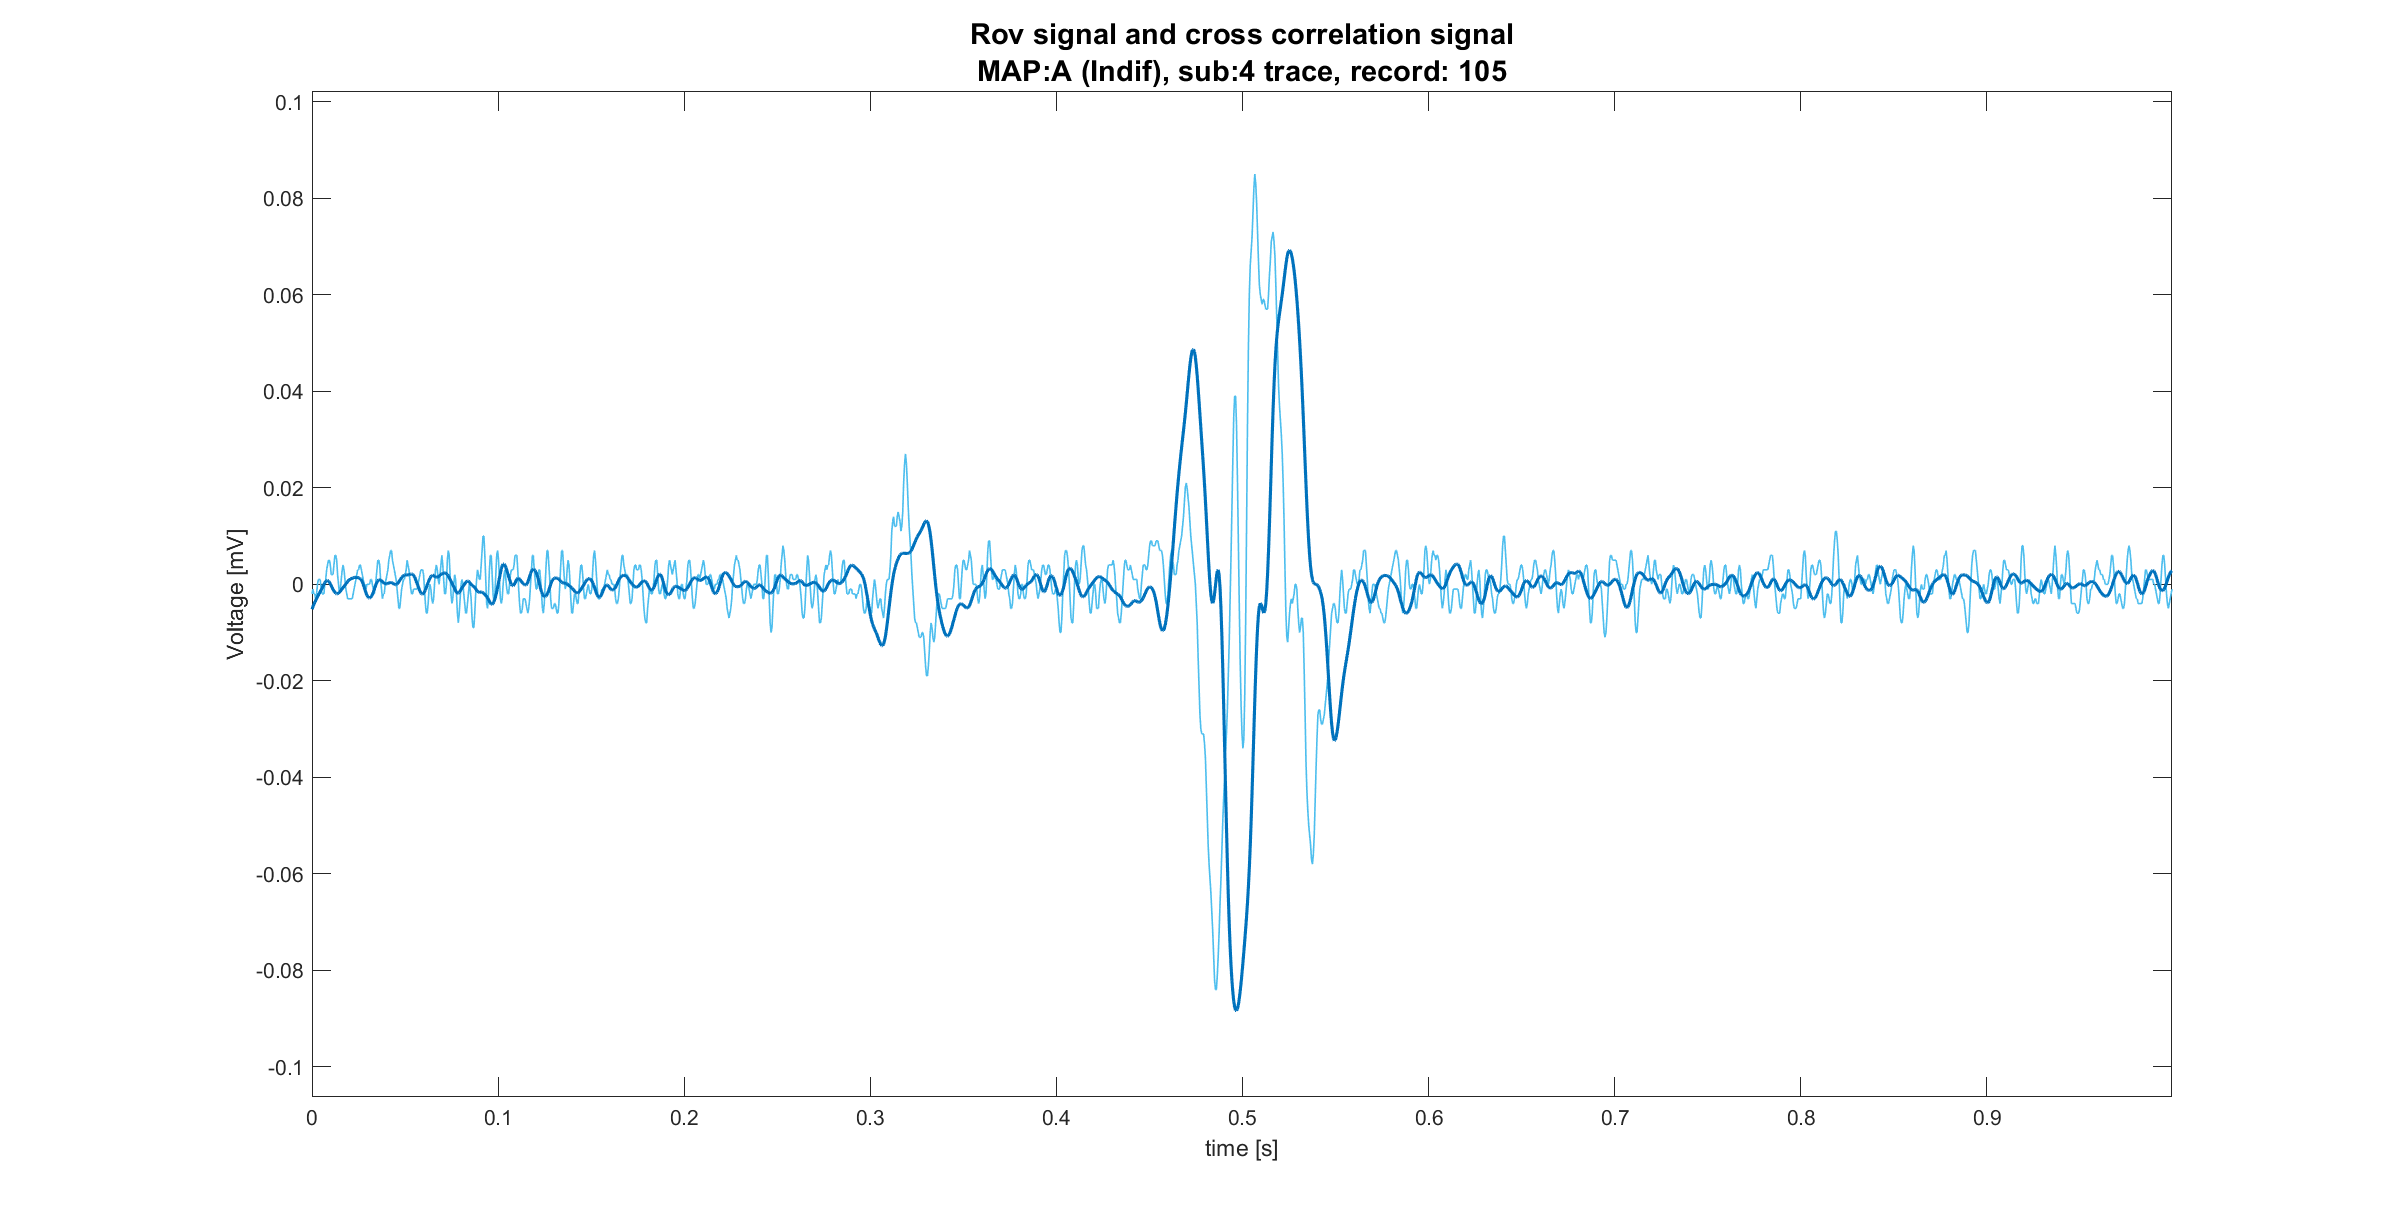 Rov signal and cross correlation signal
MAP:A (Indif), sub:4 trace, record: 105
0.1
0.08
0.06
0.04
0.02
0
-0.02
-0.04
-0.06
-0.08
-0.1
Voltage [mV]
0 0.1 0.2 0.3 0.4 0.5 0.6 0.7 0.8 0.9
time [s]